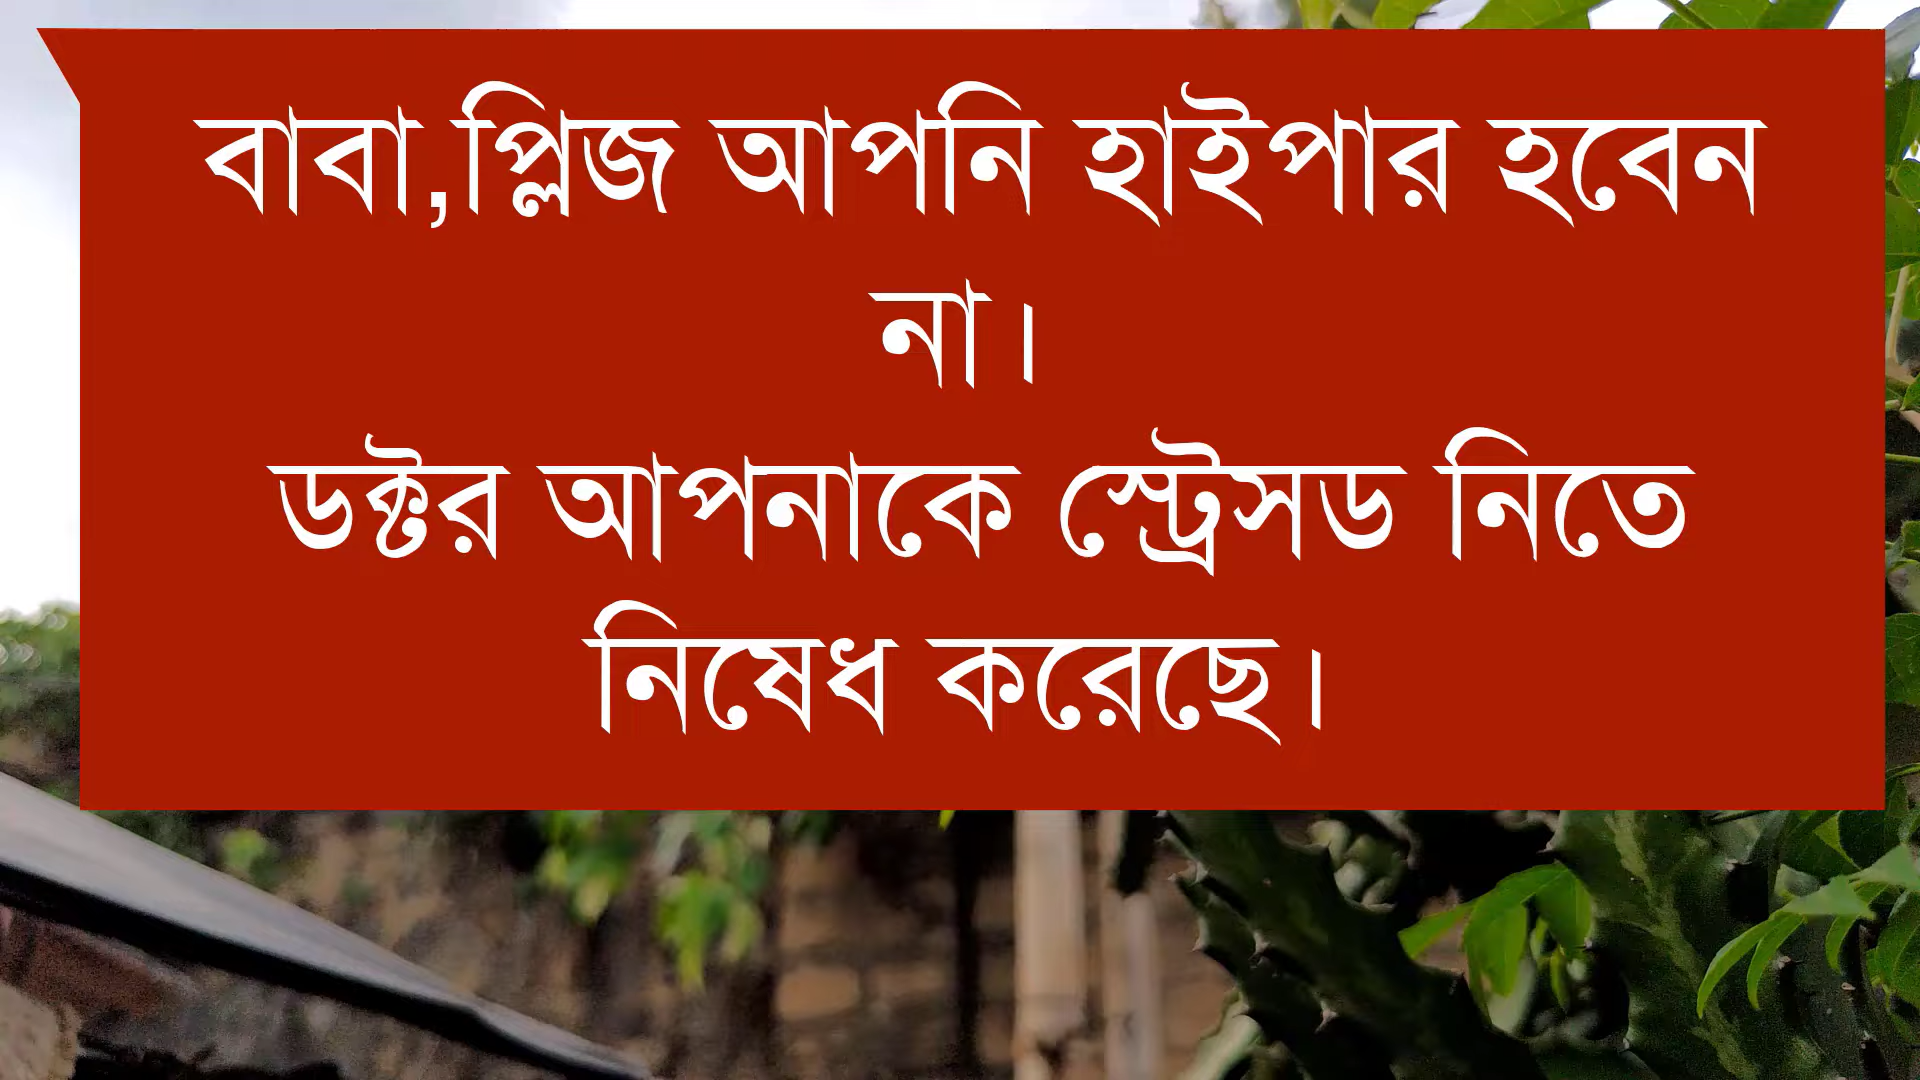 বাবা,প্লিজ আপনি হাইপার হবেন
না।
ডক্টর আপনাকে স্ট্রেসড নিতে
নিষেধ করেছে।